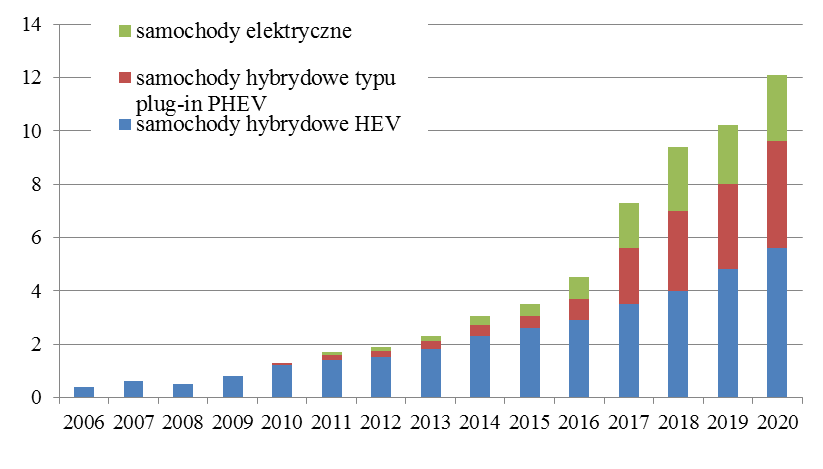 14
12
10
8
6
4
2
0
samochody elektryczne
samochody hybrydowe typu
plug-in PHEV
samochody hybrydowe HEV
2006 2007 2008 2009 2010 2011 2012 2013 2014 2015 2016 2017 2018 2019 2020